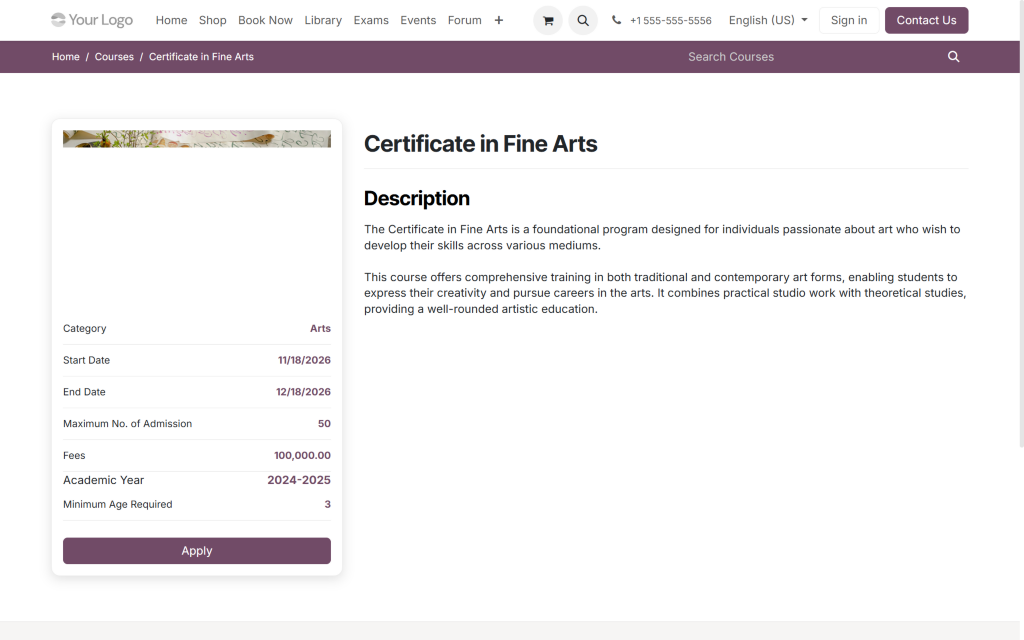 Your Logo Home Shop Book Now Library Exams Events Forum + +1 555-555-5556 English (US) Sign in Contact Us
Home / Courses / Certificate in Fine Arts Search Courses
Certificate in Fine Arts
Description
The Certificate in Fine Arts is a foundational program designed for individuals passionate about art who wish to
develop their skills across various mediums.
This course offers comprehensive training in both traditional and contemporary art forms, enabling students to
express their creativity and pursue careers in the arts. It combines practical studio work with theoretical studies,
providing a well-rounded artistic education.
Category Arts
Start Date 11/18/2026
End Date 12/18/2026
Maximum No. of Admission 50
Fees 100,000.00
Academic Year 2024-2025
Minimum Age Required 3
Apply